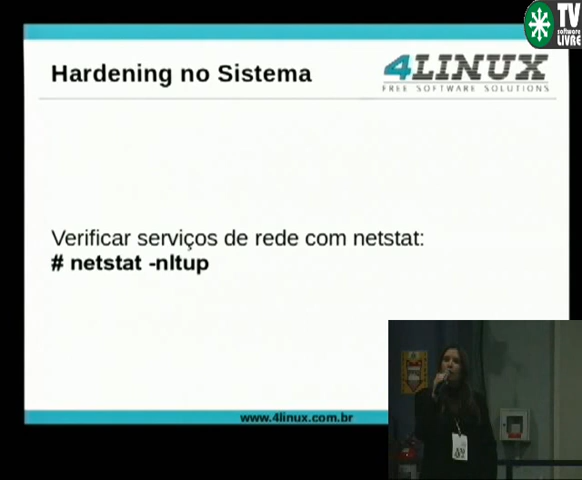 TV
software
LIVRE
Hardening no Sistema
4LINUX
FREE SOFTWARE SOLUTIONS
Verificar serviços de rede com netstat:
# netstat -nltup
www.4linux.com.br